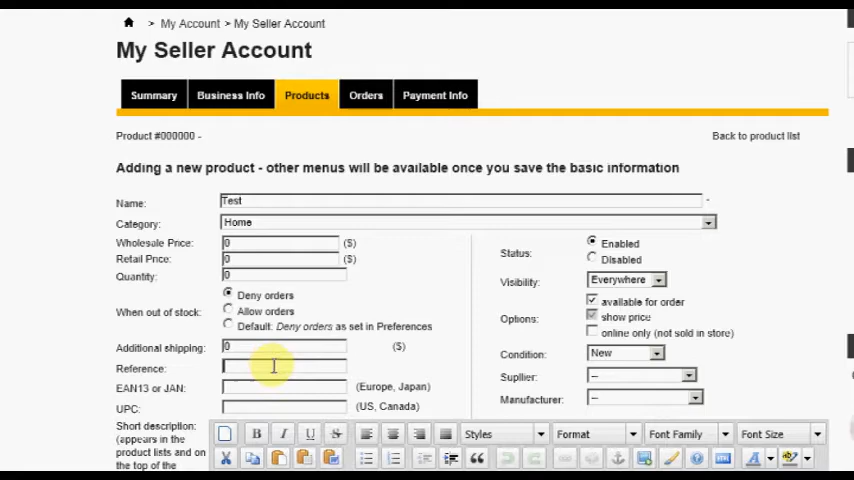 > My Account > My Seller Account
My Seller Account
Summary Business Info Products Orders Payment Info
Product #000000 - Back to product list
Adding a new product - other menus will be available once you save the basic information
Name: Test -
Category: Home
Wholesale Price: 0 ($)
Retail Price: 0 ($)
Quantity: 0
When out of stock: Deny orders
Allow orders
Default: Deny orders as set in Preferences
Additional shipping: 0 ($)
Reference:
EAN13 or JAN: (Europe, Japan)
UPC: (US, Canada)
Status: Enabled
Disabled
Visibility: Everywhere
Options: available for order
show price
online only (not sold in store)
Condition: New
Supllier: --
Manufacturer: --
Short description:
(appears in the
product lists and on
the top of the
B I U S Styles Format Font Family Font Size